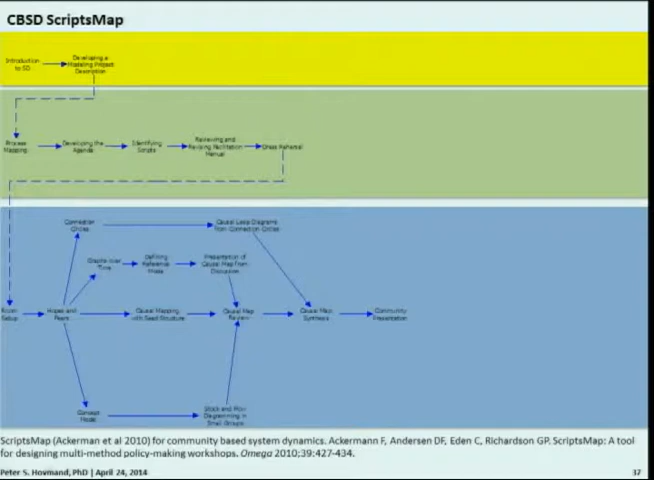 CBSD ScriptsMap
Introduction
to SD
Developing a
Modeling Project
Description
Process
Mapping
Developing the
Agenda
Identifying
Scripts
Reviewing and
Revising Facilitation
Manual
Dress Rehersal
Connection
Circles
Causal Loop Diagrams
from Connection Circles
Graphs over
Time
Defining
Reference
Mode
Presentation of
Causal Map from
Discussion
Room
Setup
Hopes and
Fears
Causal Mapping
with Seed Structure
Causal Map
Review
Causal Map
Synthesis
Community
Presentation
Concept
Model
Stock and Flow
Diagramming in
Small Groups
ScriptsMap (Ackerman et al 2010) for community based system dynamics. Ackermann F, Andersen DF, Eden C, Richardson GP. ScriptsMap: A tool
for designing multi-method policy-making workshops. Omega 2010;39:427-434.
Peter S. Hovmand, PhD | April 24, 2014
37